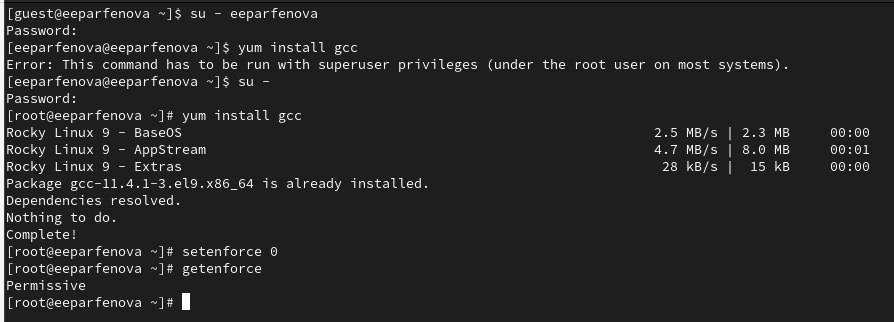 [guest@eeparfenova ~]$ su - eeparfenova
Password:
[eeparfenova@eeparfenova ~]$ yum install gcc
Error: This command has to be run with superuser privileges (under the root user on most systems).
[eeparfenova@eeparfenova ~]$ su -
Password:
[root@eeparfenova ~]# yum install gcc
Rocky Linux 9 - BaseOS 2.5 MB/s | 2.3 MB 00:00
Rocky Linux 9 - AppStream 4.7 MB/s | 8.0 MB 00:01
Rocky Linux 9 - Extras 28 kB/s | 15 kB 00:00
Package gcc-11.4.1-3.el9.x86_64 is already installed.
Dependencies resolved.
Nothing to do.
Complete!
[root@eeparfenova ~]# setenforce 0
[root@eeparfenova ~]# getenforce
Permissive
[root@eeparfenova ~]#